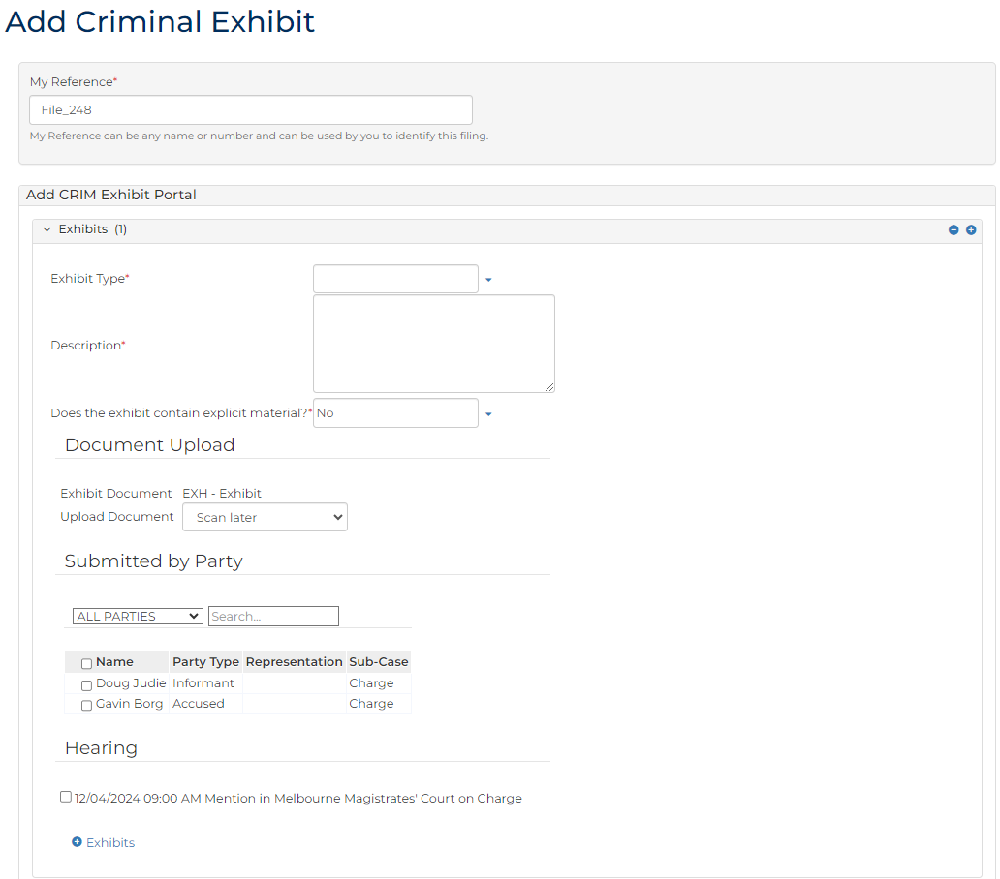 Add Criminal Exhibit
My Reference*
File_248
My Reference can be any name or number and can be used by you to identify this filing.
Add CRIM Exhibit Portal
Exhibits (1)
Exhibit Type*
Description*
Does the exhibit contain explicit material?* No
Document Upload
Exhibit Document EXH - Exhibit
Upload Document Scan later
Submitted by Party
ALL PARTIES Search...
Name Party Type Representation Sub-Case
Doug Judie Informant Charge
Gavin Borg Accused Charge
Hearing
12/04/2024 09:00 AM Mention in Melbourne Magistrates' Court on Charge
Exhibits